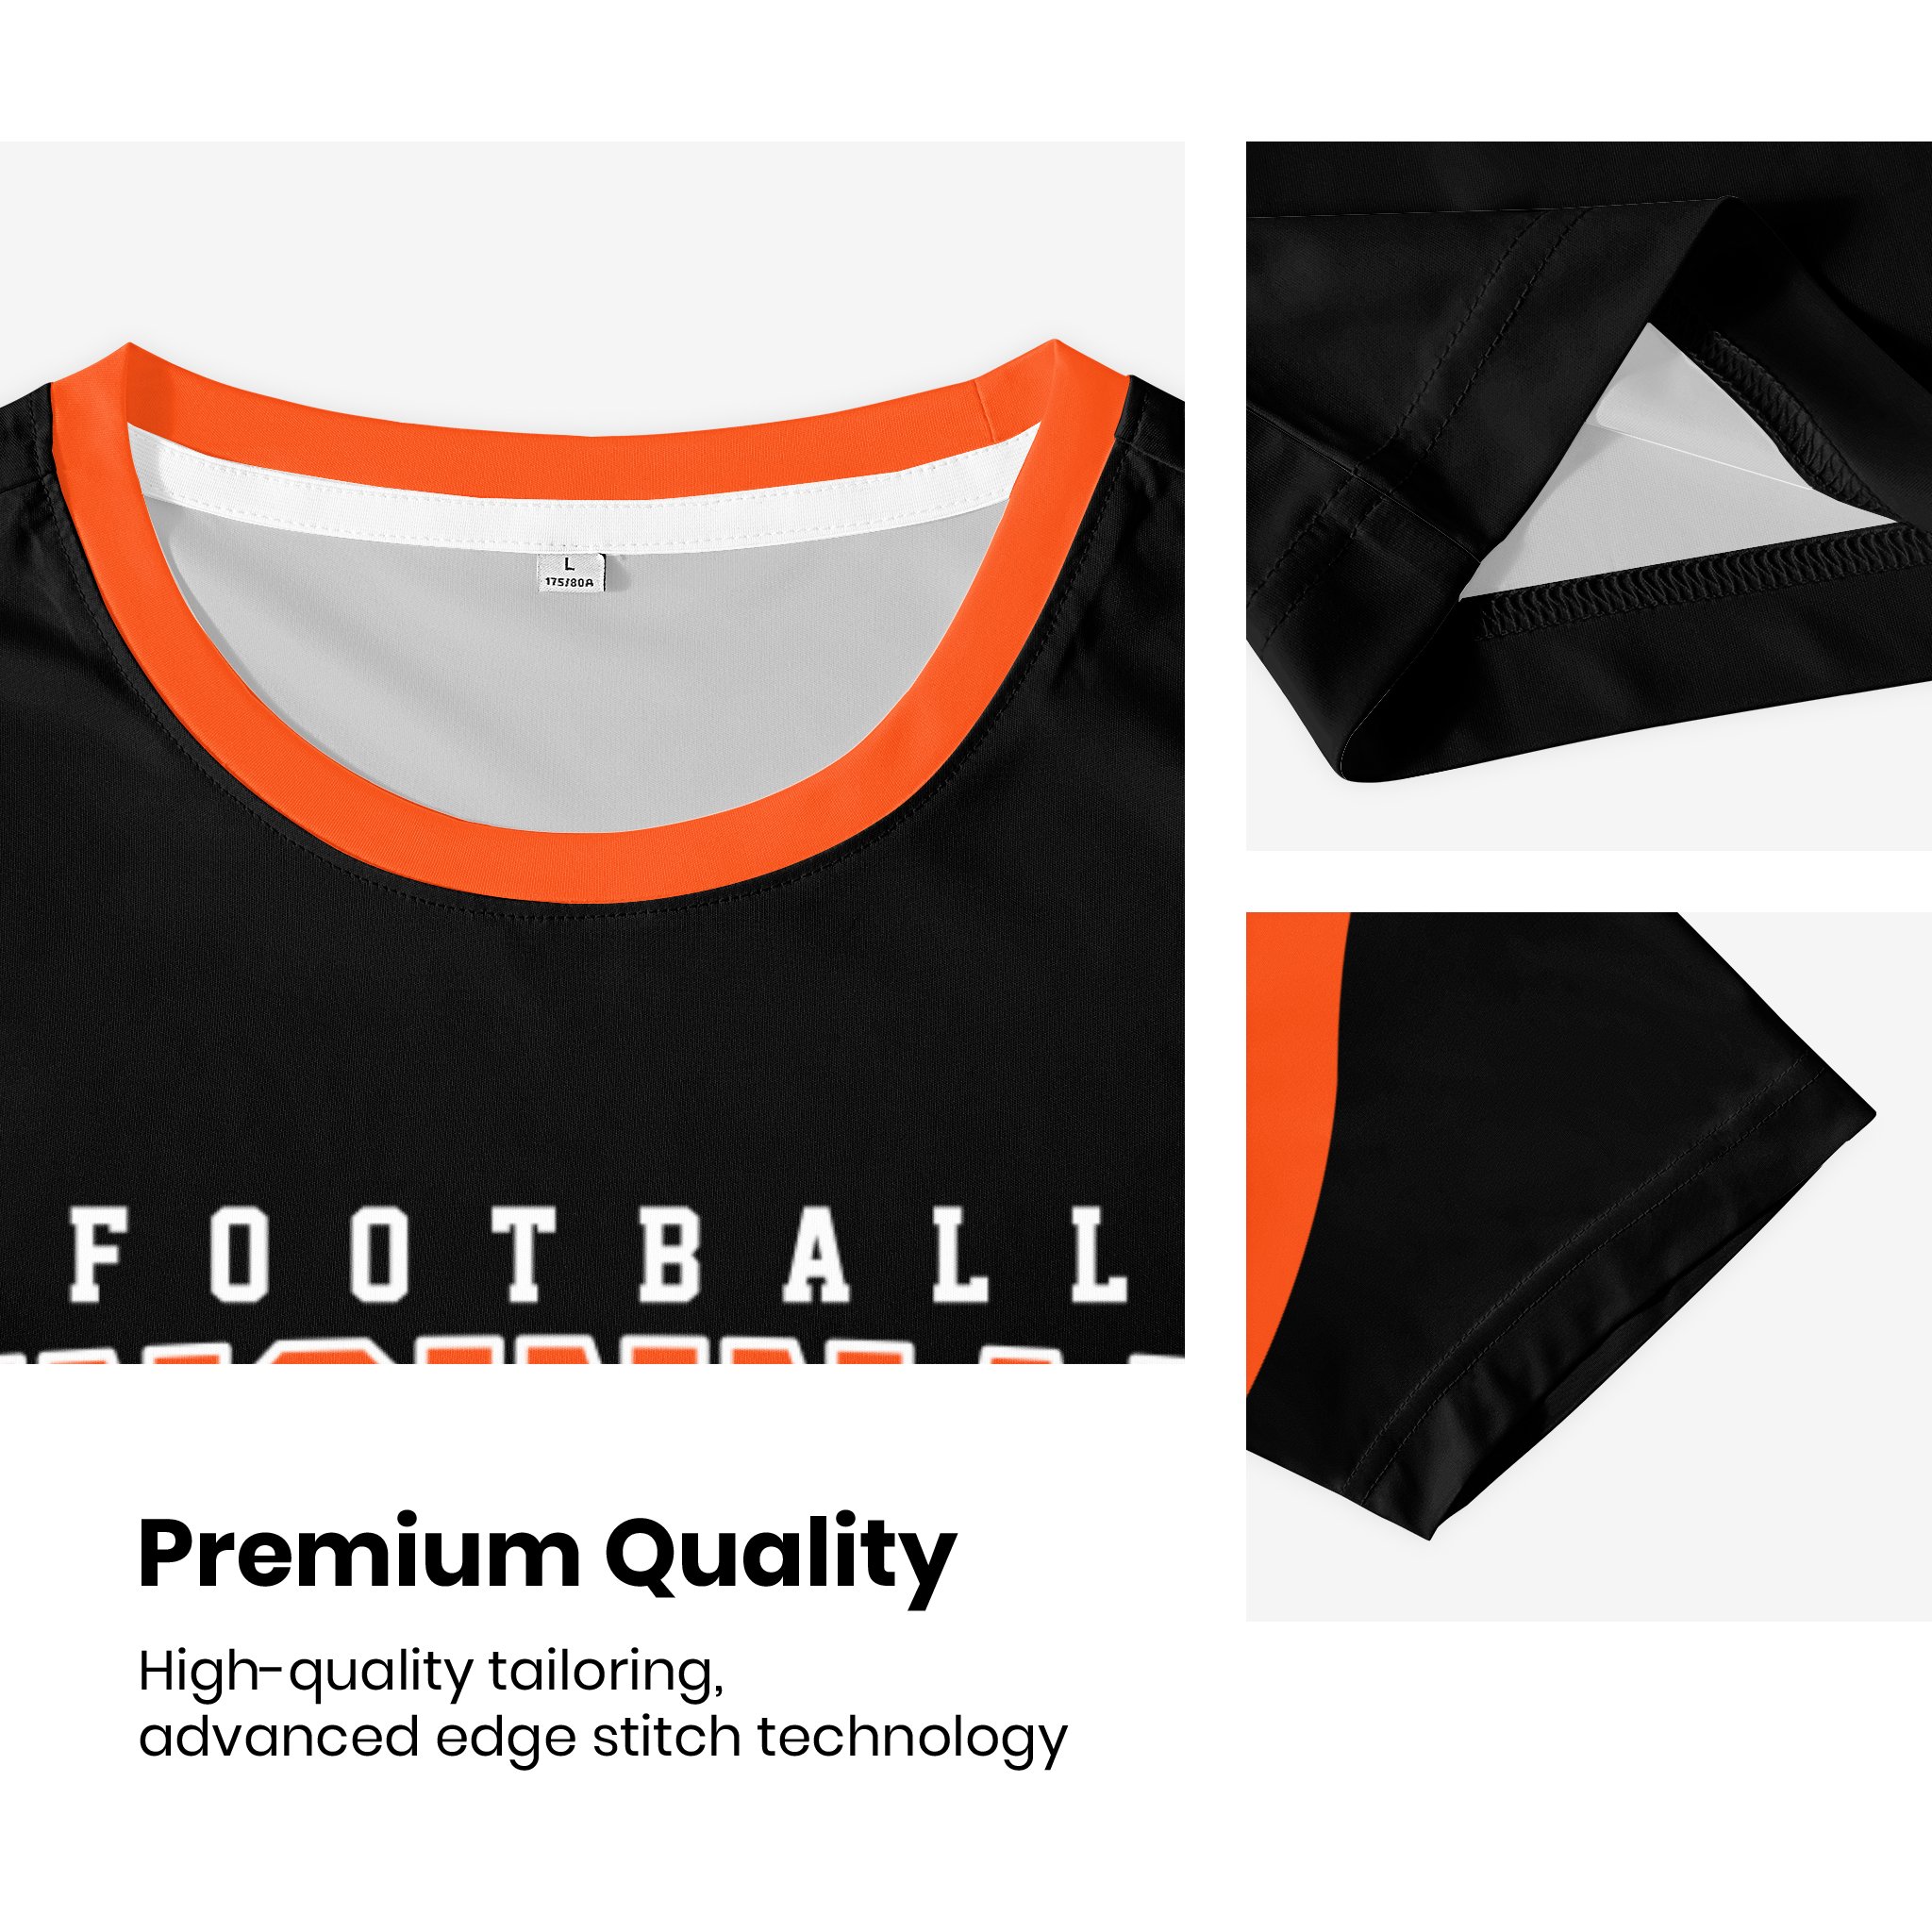 L
175/80A
FOOTBALL
Premium Quality
High-quality tailoring,
advanced edge stitch technology